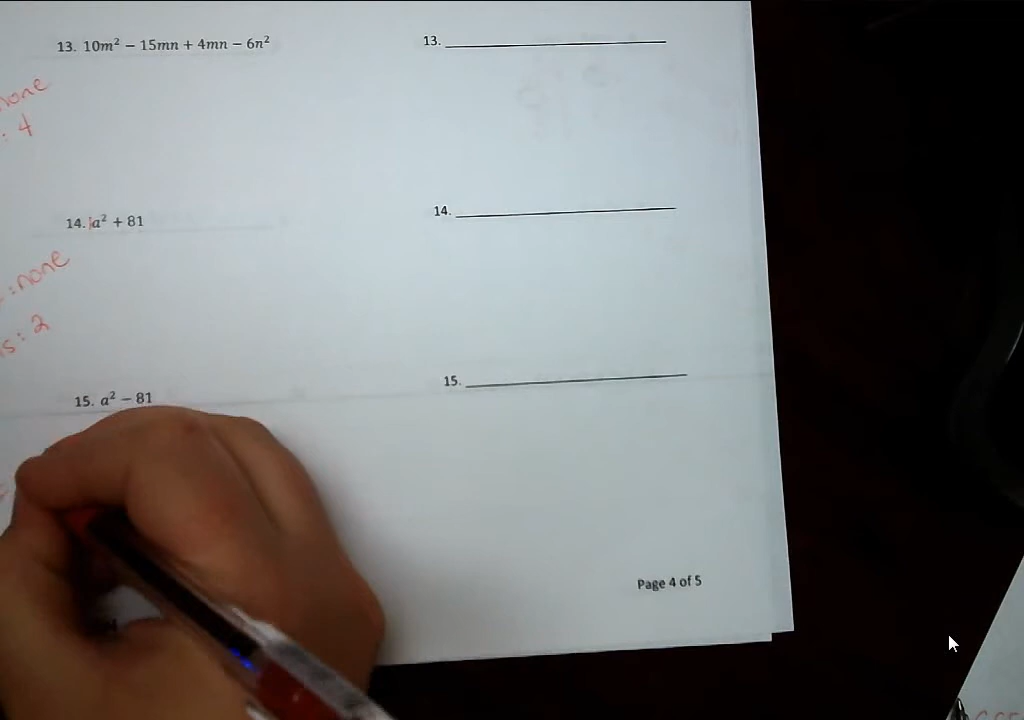 13. 10m² − 15mn + 4mn − 6n²
13.
none
: 4
14. a² + 81
14.
: none
is: 2
15. a² − 81
15.
Page 4 of 5